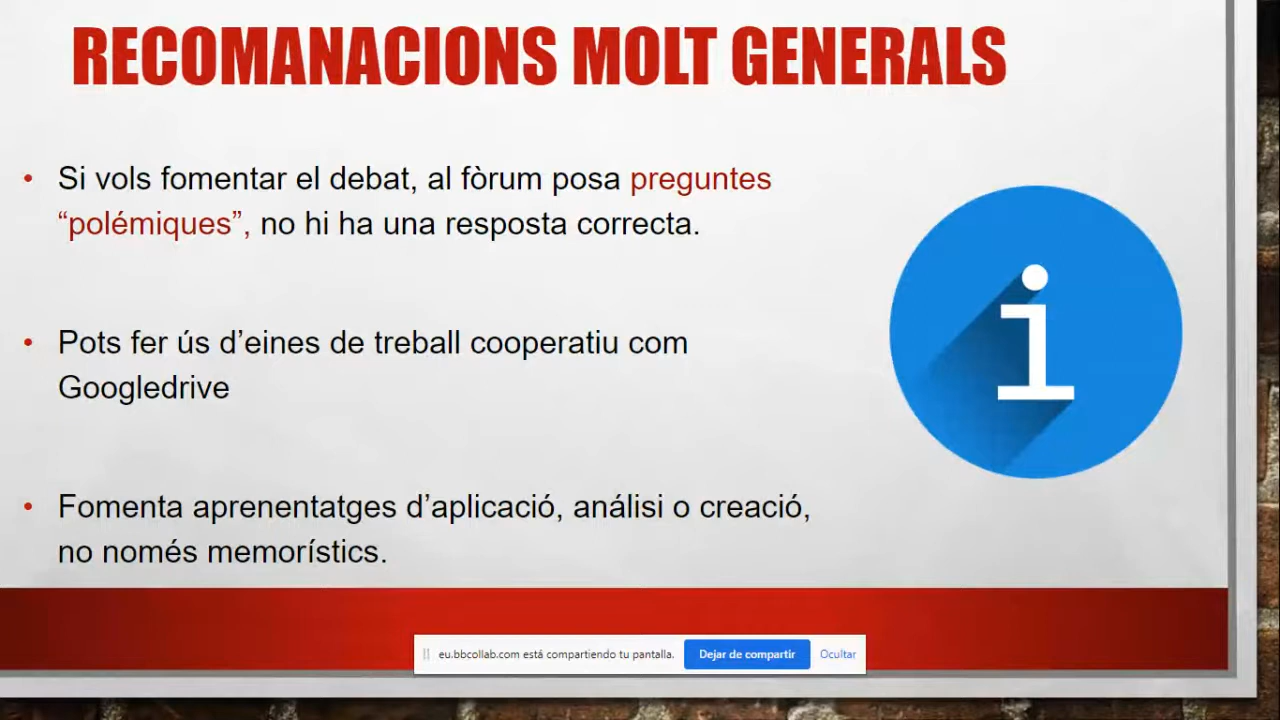 RECOMANACIONS MOLT GENERALS
• Si vols fomentar el debat, al fòrum posa preguntes
“polémiques”, no hi ha una resposta correcta.
• Pots fer ús d’eines de treball cooperatiu com
Googledrive
• Fomenta aprenentatges d’aplicació, análisi o creació,
no només memorístics.
i
eu.bbcollab.com está compartiendo tu pantalla. Dejar de compartir Ocultar